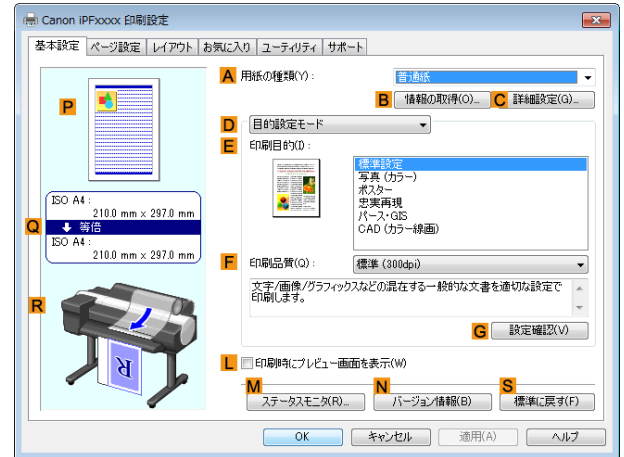 Canon iPFxxxx 印刷設定
基本設定 ページ設定 レイアウト お気に入り ユーティリティ サポート
A 用紙の種類(Y): 普通紙
B 情報の取得(O)... C 詳細設定(G)...
P
D 目的設定モード
E 印刷目的(I):
標準設定
写真 (カラー)
ポスター
忠実再現
パース・GIS
CAD (カラー線画)
ISO A4 :
210.0 mm x 297.0 mm
Q 等倍
ISO A4 :
210.0 mm x 297.0 mm
F 印刷品質(Q): 標準 (300dpi)
文字/画像/グラフィックスなどの混在する一般的な文書を適切な設定で
印刷します。
R
R
G 設定確認(V)
L 印刷時にプレビュー画面を表示(W)
M ステータスモニタ(R)... N バージョン情報(B) S 標準に戻す(F)
OK キャンセル 適用(A) ヘルプ